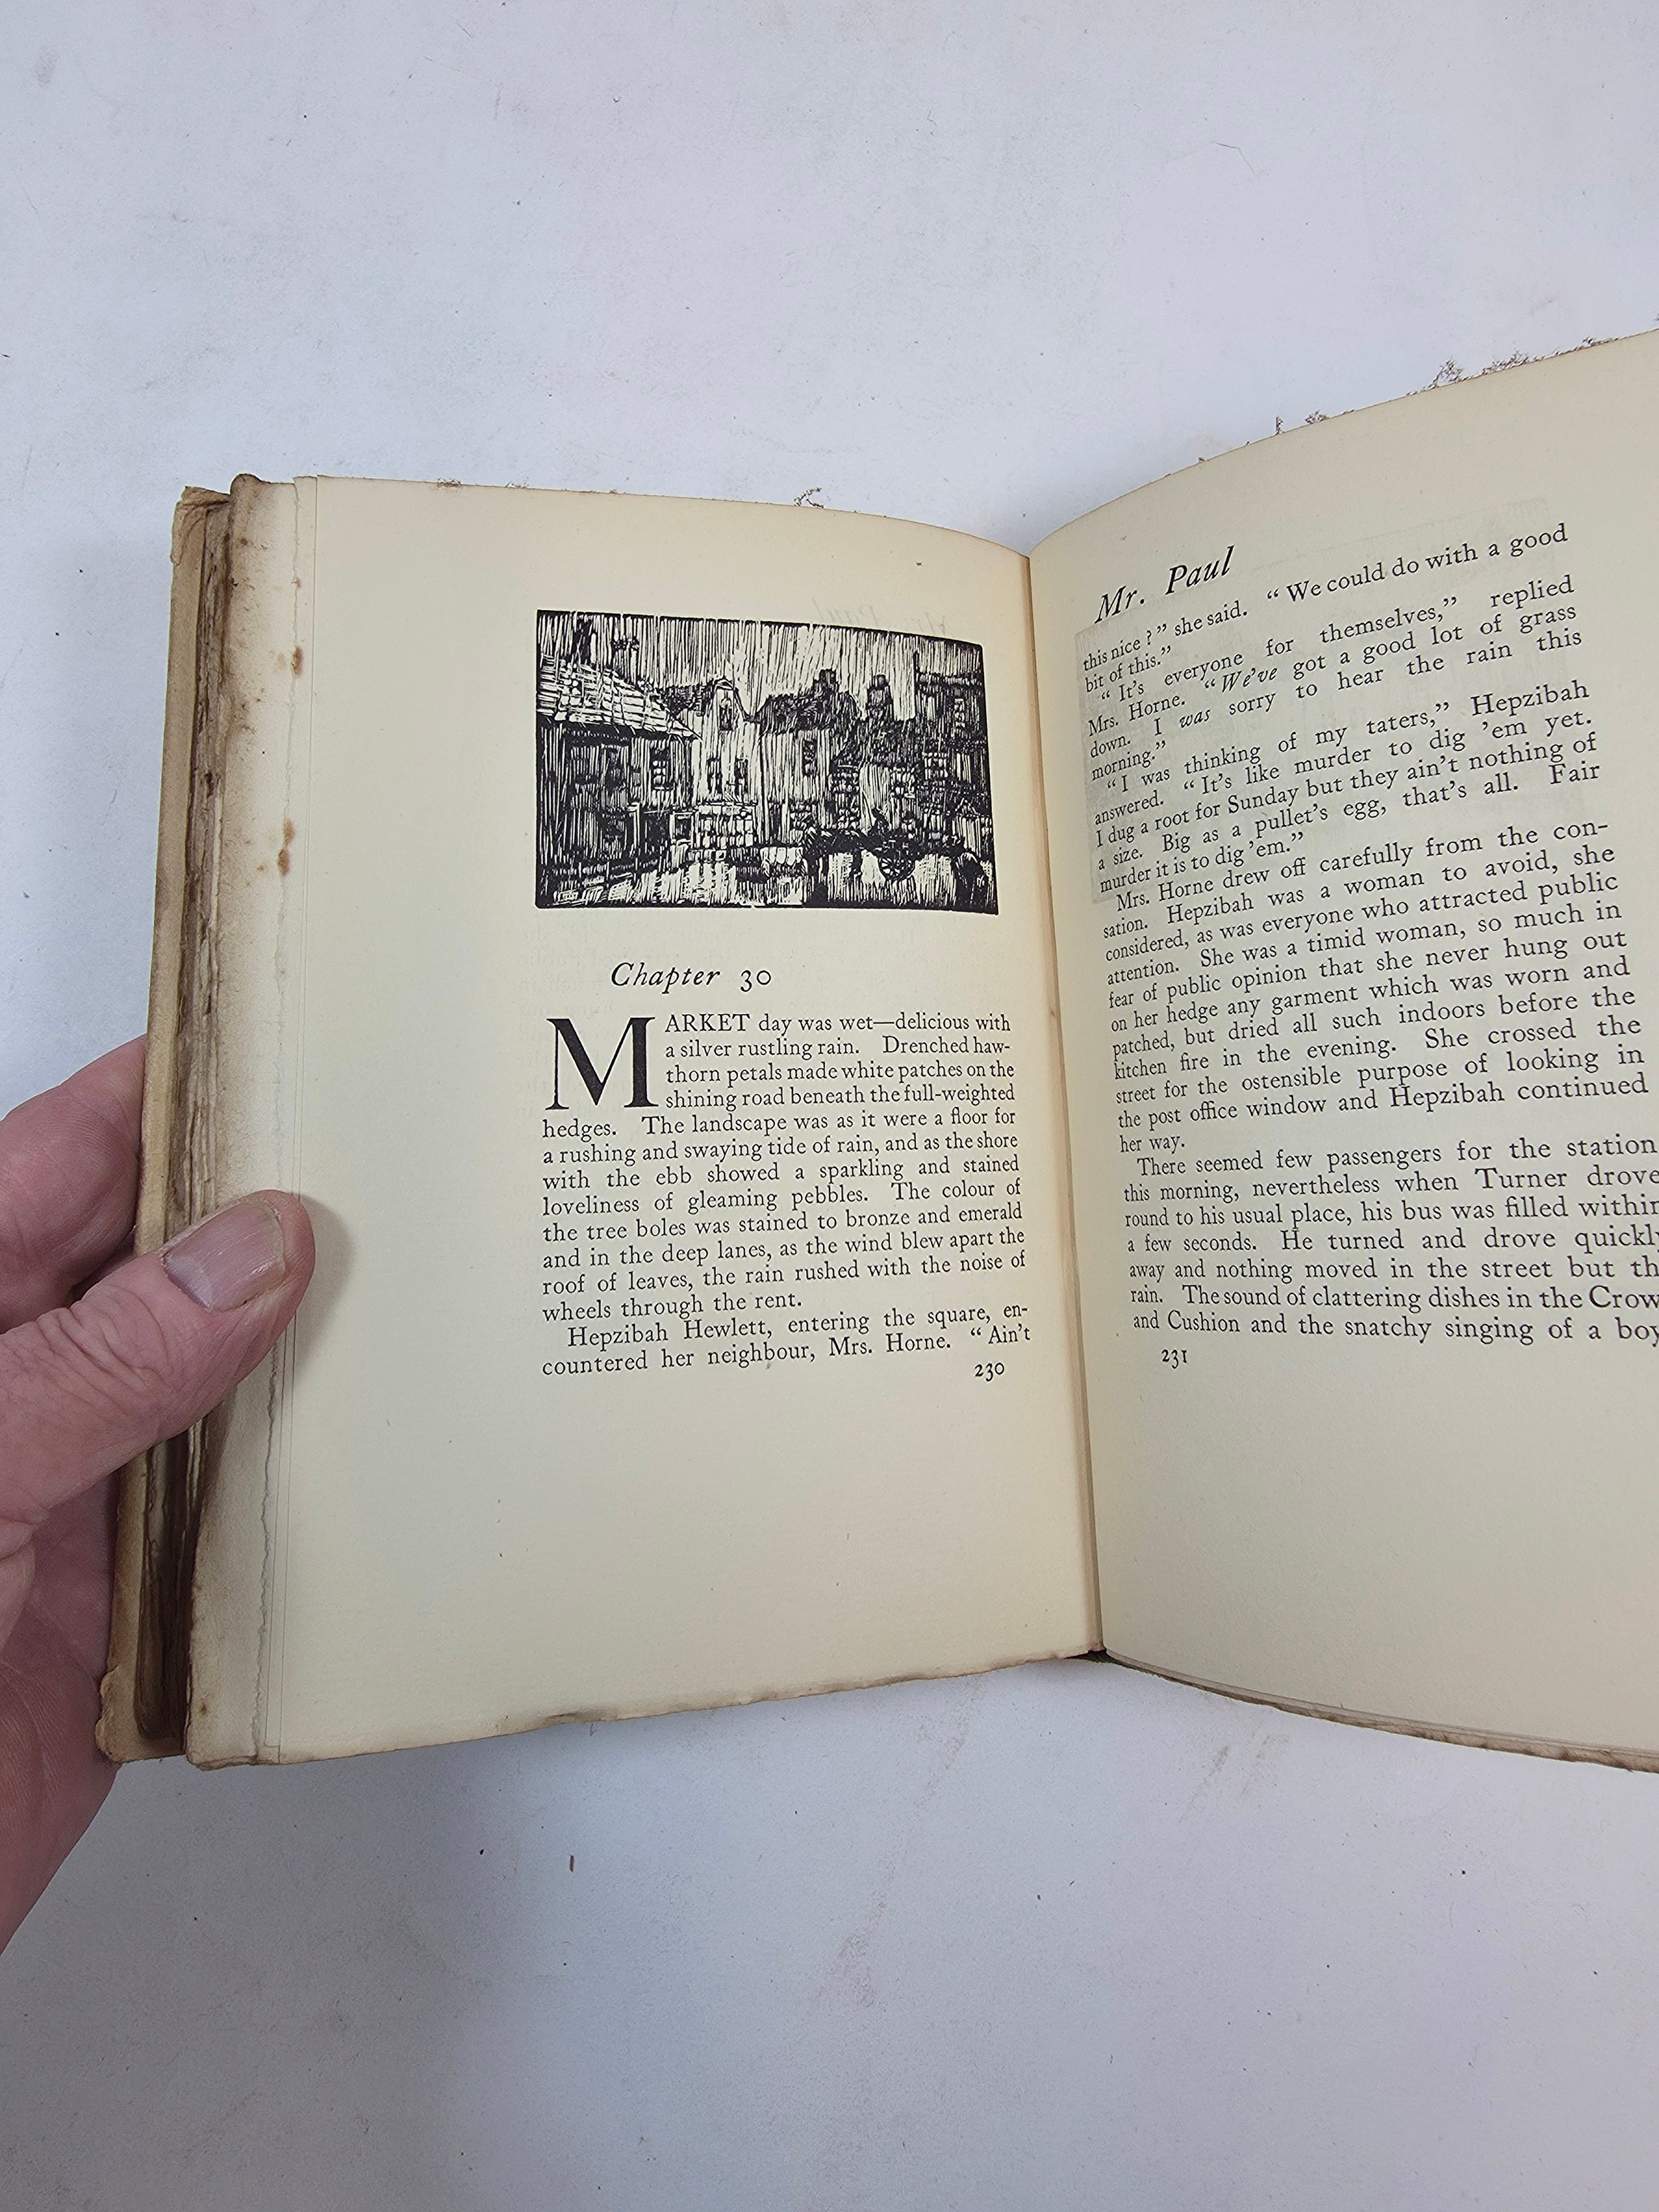 Chapter 30
MARKET day was wet—delicious with
a silver rustling rain. Drenched haw-
thorn petals made white patches on the
shining road beneath the full-weighted
hedges. The landscape was as it were a floor for
a rushing and swaying tide of rain, and as the shore
with the ebb showed a sparkling and stained
loveliness of gleaming pebbles. The colour of
the tree boles was stained to bronze and emerald
and in the deep lanes, as the wind blew apart the
roof of leaves, the rain rushed with the noise of
wheels through the rent.
Hepzibah Hewlett, entering the square, en-
countered her neighbour, Mrs. Horne. “Ain’t
230
Mr. Paul
this nice?” she said. “We could do with a good
bit of this.”
“It’s everyone for themselves,” replied
Mrs. Horne. “We’ve got a good lot of grass
down. I was sorry to hear the rain this
morning.”
“I was thinking of my taters,” Hepzibah
answered. “It’s like murder to dig ’em yet.
I dug a root for Sunday but they ain’t nothing of
a size. Big as a pullet’s egg, that’s all. Fair
murder it is to dig ’em.”
Mrs. Horne drew off carefully from the con-
sation. Hepzibah was a woman to avoid, she
considered, as was everyone who attracted public
attention. She was a timid woman, so much in
fear of public opinion that she never hung out
on her hedge any garment which was worn and
patched, but dried all such indoors before the
kitchen fire in the evening. She crossed the
street for the ostensible purpose of looking in
the post office window and Hepzibah continued
her way.
There seemed few passengers for the station
this morning, nevertheless when Turner drove
round to his usual place, his bus was filled within
a few seconds. He turned and drove quickly
away and nothing moved in the street but th
rain. The sound of clattering dishes in the Crow
and Cushion and the snatchy singing of a boy
231